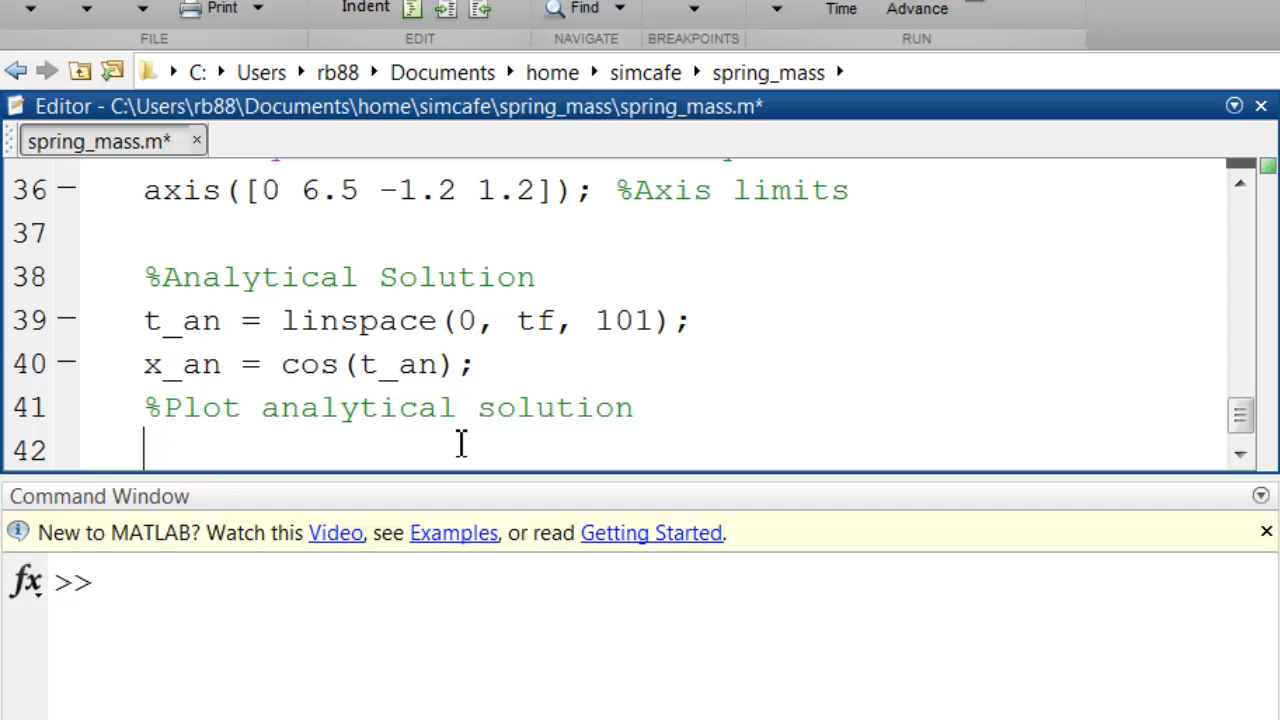 Print Indent Find Time Advance
FILE EDIT NAVIGATE BREAKPOINTS RUN
C: Users rb88 Documents home simcafe spring_mass
Editor - C:\Users\rb88\Documents\home\simcafe\spring_mass\spring_mass.m*
spring_mass.m* ×
36 axis([0 6.5 -1.2 1.2]); %Axis limits
37
38 %Analytical Solution
39 t_an = linspace(0, tf, 101);
40 x_an = cos(t_an);
41 %Plot analytical solution
42
Command Window
New to MATLAB? Watch this Video, see Examples, or read Getting Started.
fx >>